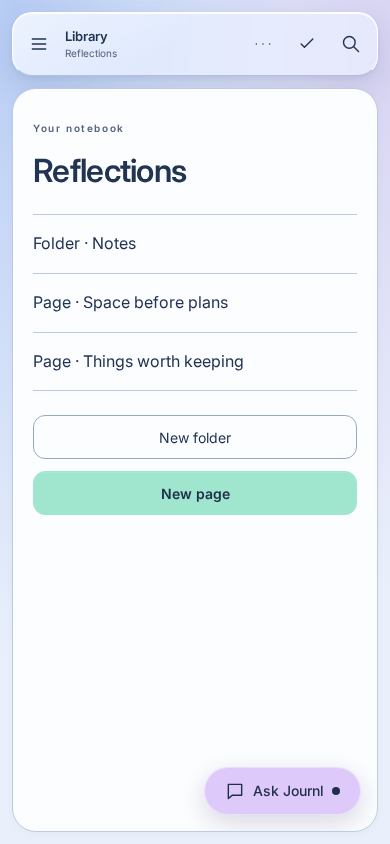 Library
Reflections
Your notebook
Reflections
Folder · Notes
Page · Space before plans
Page · Things worth keeping
New folder
New page
Ask Journl